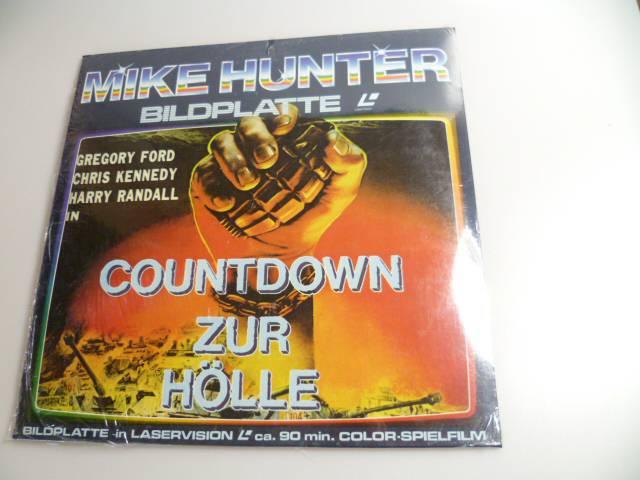 MIKE HUNTER
BILDPLATTE
GREGORY FORD
CHRIS KENNEDY
HARRY RANDALL
IN
COUNTDOWN
ZUR
HÖLLE
BILDPLATTE in LASERVISION ca. 90 min. COLOR-SPIELFILM